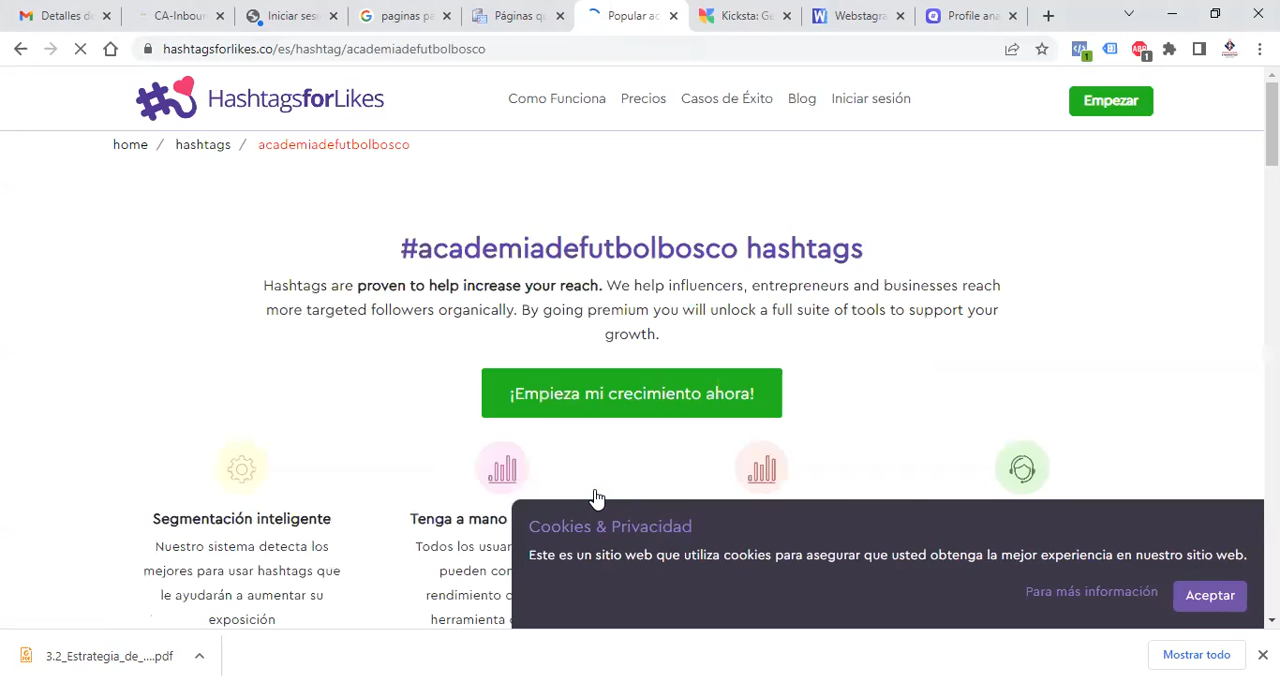 Detalles de
CA-Inbou
Iniciar ses
paginas pa
Páginas qu
Popular ac
Kicksta: Ge
Webstagra
Profile ana
hashtagsforlikes.co/es/hashtag/academiadefutbolbosco
1
1
HashtagsforLikes
Como Funciona Precios Casos de Éxito Blog Iniciar sesión
Empezar
home / hashtags / academiadefutbolbosco
#academiadefutbolbosco hashtags
Hashtags are proven to help increase your reach. We help influencers, entrepreneurs and businesses reach
more targeted followers organically. By going premium you will unlock a full suite of tools to support your
growth.
¡Empieza mi crecimiento ahora!
Segmentación inteligente
Nuestro sistema detecta los
mejores para usar hashtags que
le ayudarán a aumentar su
exposición
Tenga a mano
Todos los usuar
pueden con
rendimiento
herramienta
Cookies & Privacidad
Este es un sitio web que utiliza cookies para asegurar que usted obtenga la mejor experiencia en nuestro sitio web.
Para más información
Aceptar
3.2_Estrategia_de_....pdf
Mostrar todo